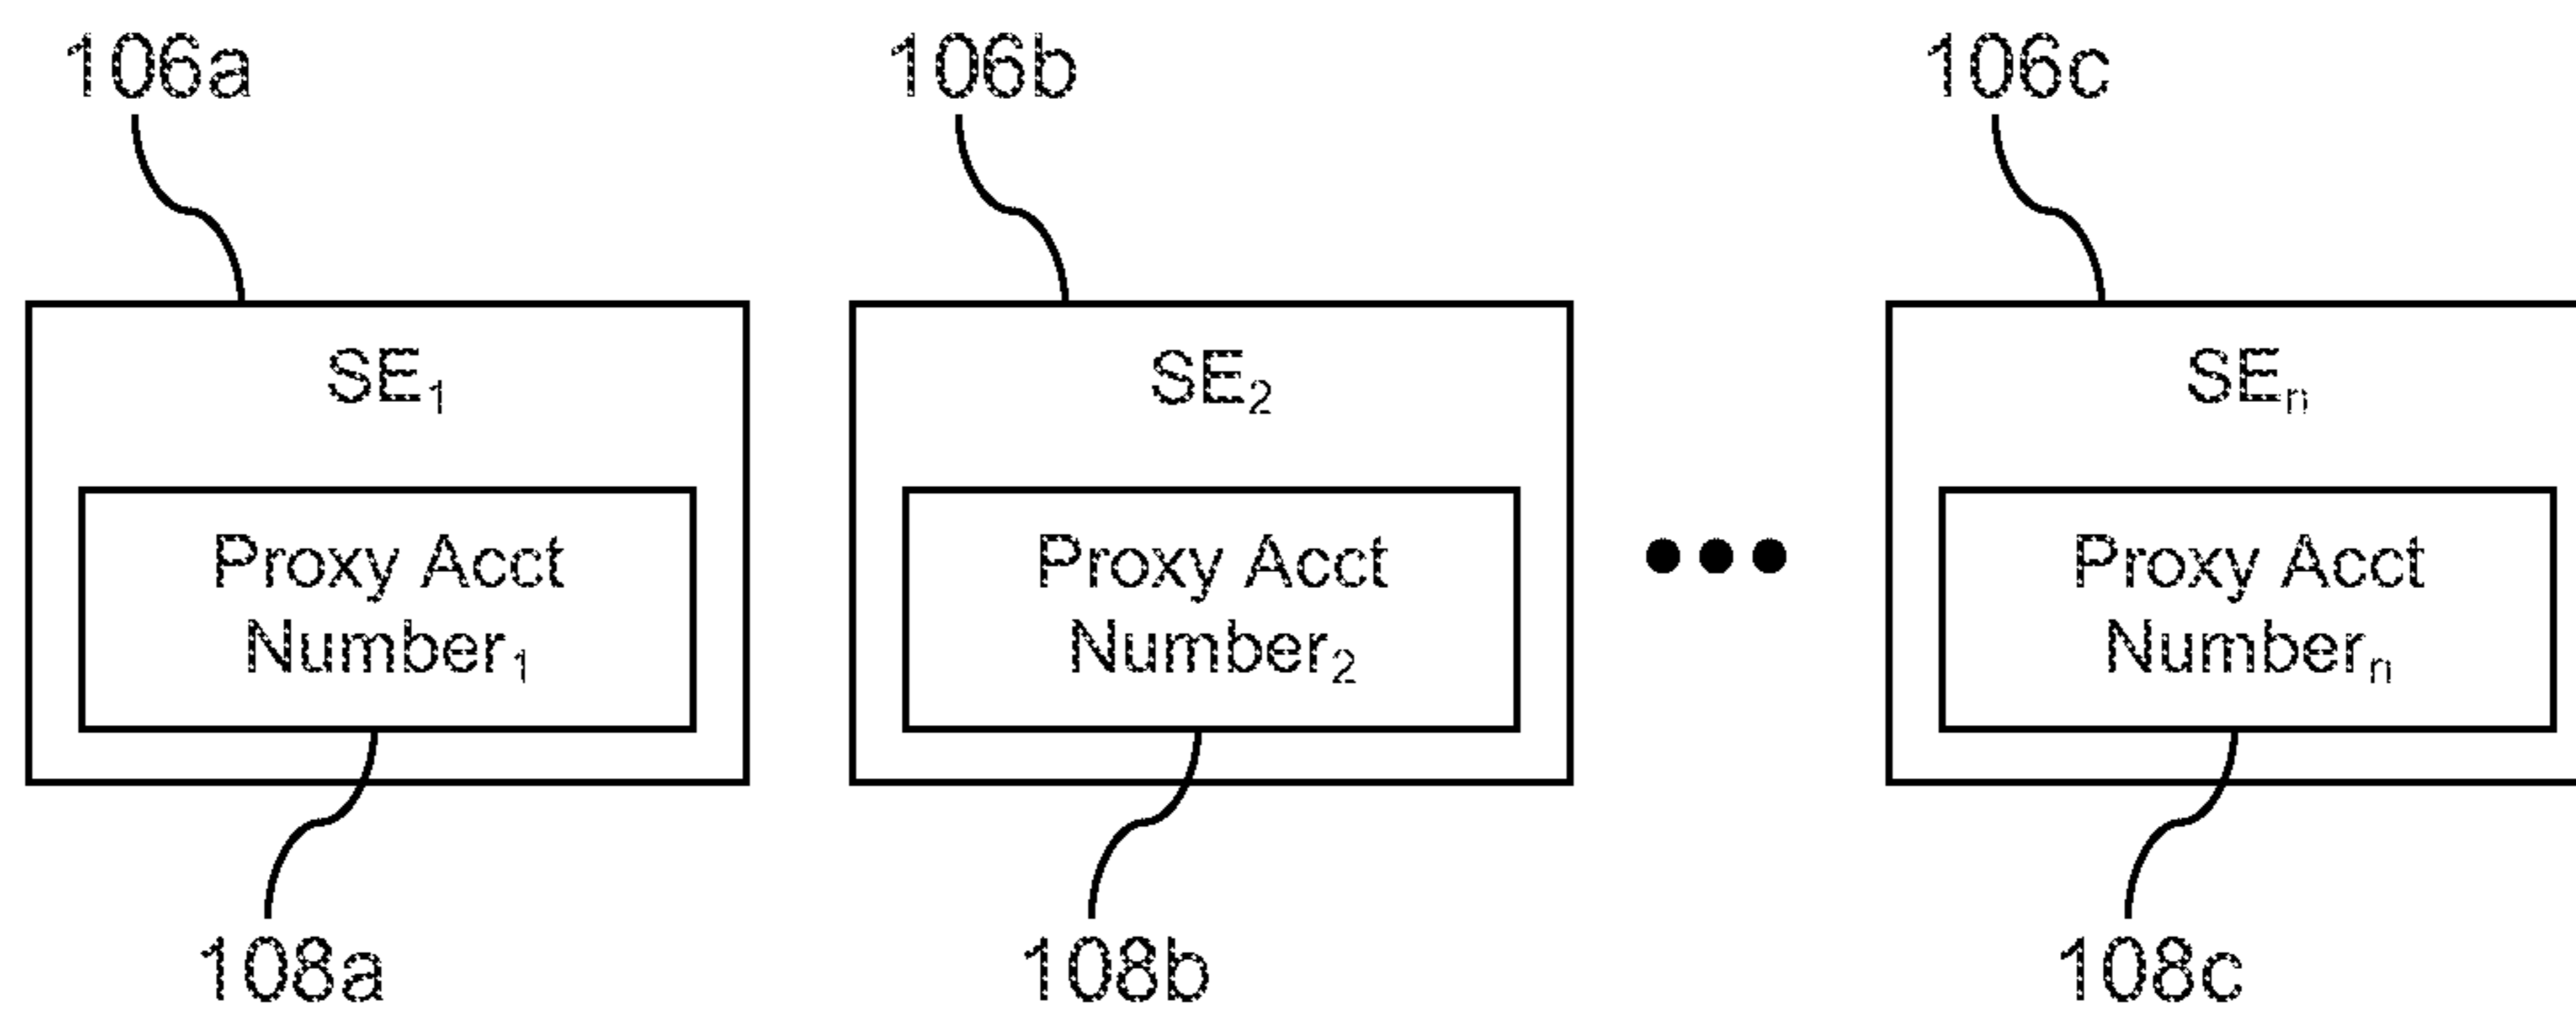 106a 106b 106c
SE₁ SE₂ SEₙ
Proxy Acct Proxy Acct Proxy Acct
Number₁ Number₂ Numberₙ
108a 108b 108c